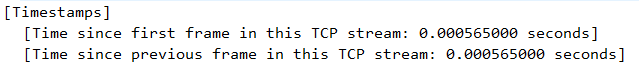 [Timestamps]
[Time since first frame in this TCP stream: 0.000565000 seconds]
[Time since previous frame in this TCP stream: 0.000565000 seconds]